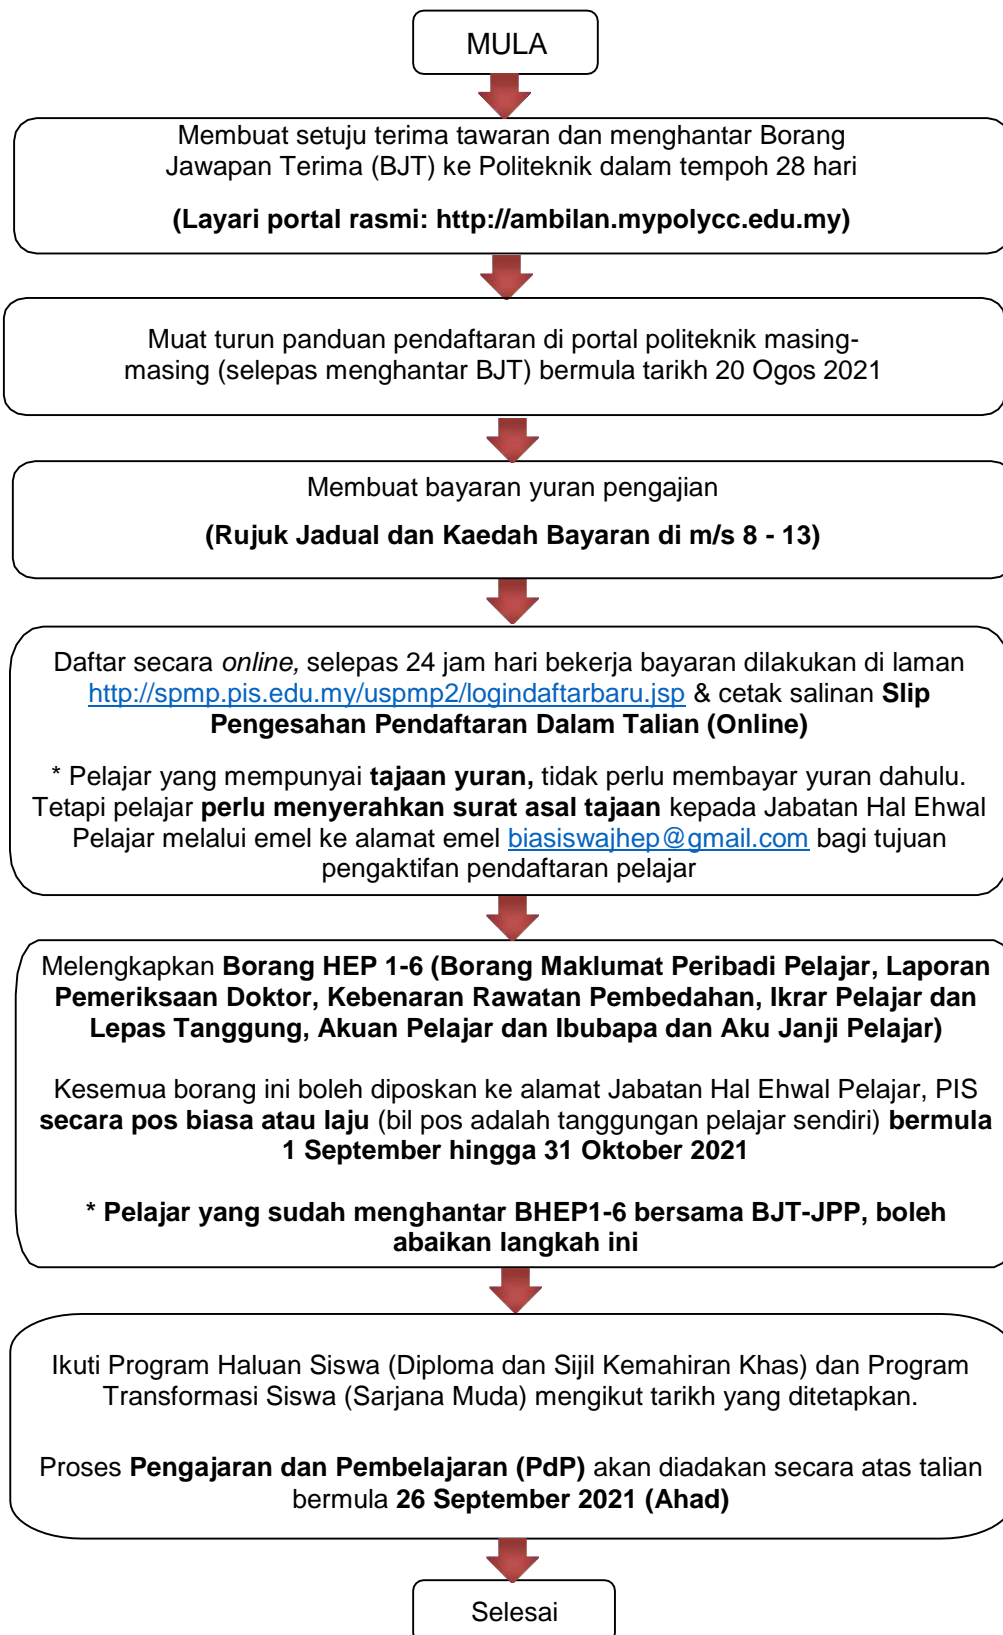 MULA
Membuat setuju terima tawaran dan menghantar Borang
Jawapan Terima (BJT) ke Politeknik dalam tempoh 28 hari
(Layari portal rasmi: http://ambilan.mypolycc.edu.my)
Muat turun panduan pendaftaran di portal politeknik masing-
masing (selepas menghantar BJT) bermula tarikh 20 Ogos 2021
Membuat bayaran yuran pengajian
(Rujuk Jadual dan Kaedah Bayaran di m/s 8 - 13)
Daftar secara online, selepas 24 jam hari bekerja bayaran dilakukan di laman
http://spmp.pis.edu.my/uspmp2/logindaftarbaru.jsp & cetak salinan Slip
Pengesahan Pendaftaran Dalam Talian (Online)
* Pelajar yang mempunyai tajaan yuran, tidak perlu membayar yuran dahulu.
Tetapi pelajar perlu menyerahkan surat asal tajaan kepada Jabatan Hal Ehwal
Pelajar melalui emel ke alamat emel biasiswajhep@gmail.com bagi tujuan
pengaktifan pendaftaran pelajar
Melengkapkan Borang HEP 1-6 (Borang Maklumat Peribadi Pelajar, Laporan
Pemeriksaan Doktor, Kebenaran Rawatan Pembedahan, Ikrar Pelajar dan
Lepas Tanggung, Akuan Pelajar dan Ibubapa dan Aku Janji Pelajar)
Kesemua borang ini boleh diposkan ke alamat Jabatan Hal Ehwal Pelajar, PIS
secara pos biasa atau laju (bil pos adalah tanggungan pelajar sendiri) bermula
1 September hingga 31 Oktober 2021
* Pelajar yang sudah menghantar BHEP1-6 bersama BJT-JPP, boleh
abaikan langkah ini
Ikuti Program Haluan Siswa (Diploma dan Sijil Kemahiran Khas) dan Program
Transformasi Siswa (Sarjana Muda) mengikut tarikh yang ditetapkan.
Proses Pengajaran dan Pembelajaran (PdP) akan diadakan secara atas talian
bermula 26 September 2021 (Ahad)
Selesai